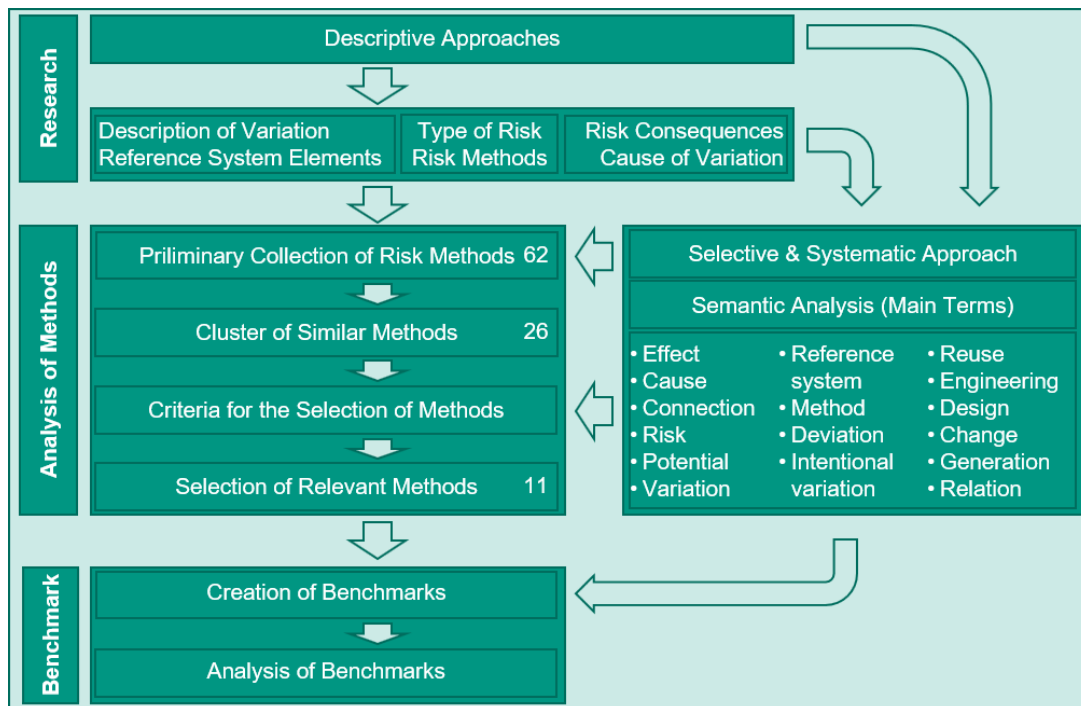 Research
Descriptive Approaches
Description of Variation
Reference System Elements
Type of Risk
Risk Methods
Risk Consequences
Cause of Variation
Analysis of Methods
Priliminary Collection of Risk Methods 62
Cluster of Similar Methods 26
Criteria for the Selection of Methods
Selection of Relevant Methods 11
Selective & Systematic Approach
Semantic Analysis (Main Terms)
• Effect
• Cause
• Connection
• Risk
• Potential
• Variation
• Reference
system
• Method
• Deviation
• Intentional
variation
• Reuse
• Engineering
• Design
• Change
• Generation
• Relation
Benchmark
Creation of Benchmarks
Analysis of Benchmarks